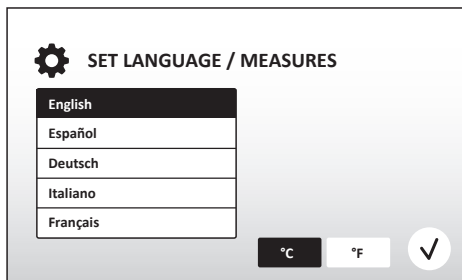 SET LANGUAGE / MEASURES
English
Español
Deutsch
Italiano
Français
°C °F